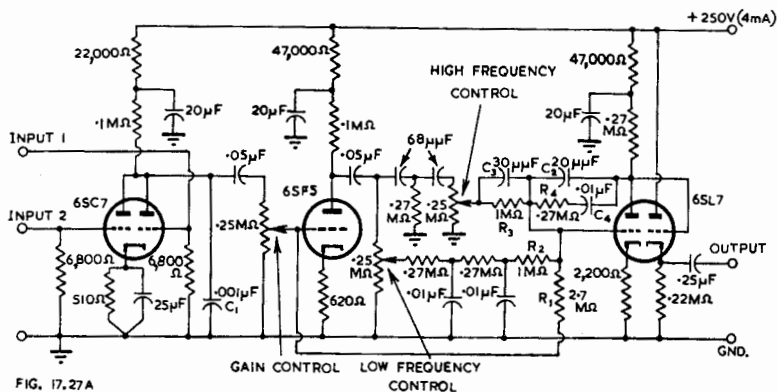 + 250V (4mA)
22,000Ω
47,000Ω
47,000Ω
HIGH FREQUENCY
CONTROL
20μF
20μF
20μF
·1MΩ
·1MΩ
·27
MΩ
INPUT 1
·05μF
·05μF
68μμF
C₃
30μμF
C₂
20μμF
6SC7
6SF5
R₄
·01μF
6SL7
INPUT 2
·25MΩ
·27
MΩ
·25
MΩ
1MΩ
R₃
·27MΩ
C₄
OUTPUT
6,800Ω
6,800Ω
·25
MΩ
R₂
·27MΩ
·27MΩ
1MΩ
2,200Ω
·25μF
510Ω
25μF
·001μF
C₁
620Ω
·01μF
·01μF
R₁
2·7
MΩ
·22MΩ
GND.
GAIN CONTROL
LOW FREQUENCY
CONTROL
FIG. 17.27A